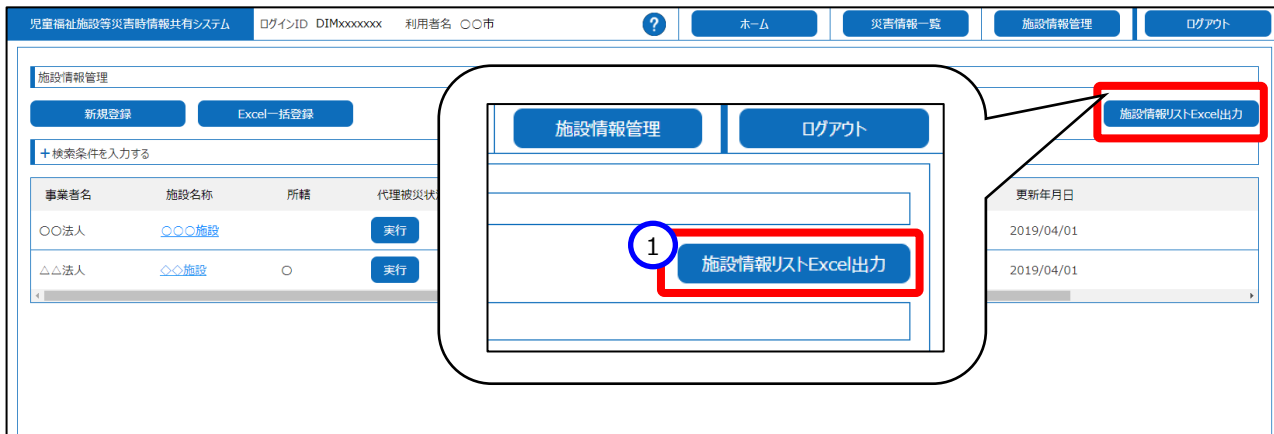 児童福祉施設等災害時情報共有システム ログインID DIMxxxxxxx 利用者名 ○○市 ? ホーム 災害情報一覧 施設情報管理 ログアウト
施設情報管理
新規登録 Excel一括登録 施設情報リストExcel出力
+検索条件を入力する
事業者名 施設名称 所轄 代理被災状 更新年月日
○○法人 ○○○施設 実行 2019/04/01
△△法人 ◇◇施設 ○ 実行 2019/04/01
施設情報管理 ログアウト
1 施設情報リストExcel出力